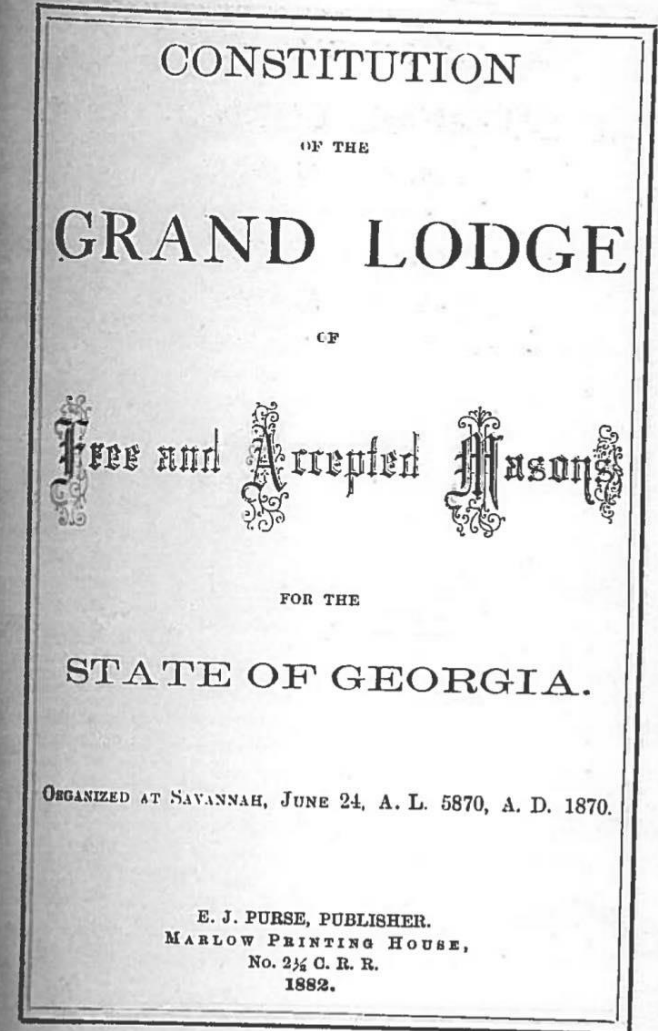 CONSTITUTION
OF THE
GRAND LODGE
OF
Free and Accepted Masons
FOR THE
STATE OF GEORGIA.
ORGANIZED AT SAVANNAH, JUNE 24, A. L. 5870, A. D. 1870.
E. J. PURSE, PUBLISHER.
MARLOW PRINTING HOUSE,
No. 2½ C. R. R.
1882.